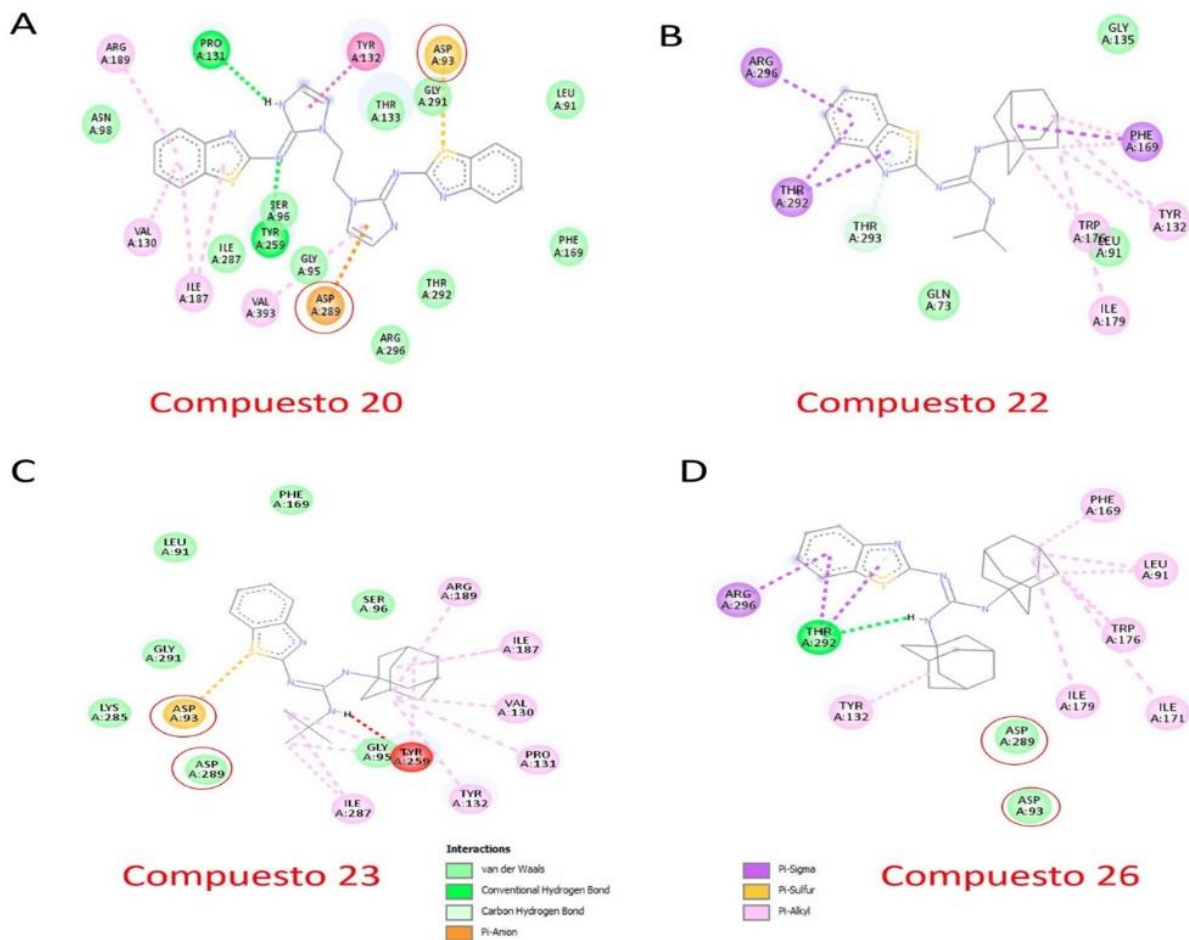 A
ARG
A:189
PRO
A:131
TYR
A:132
ASP
A:93
ASN
A:98
THR
A:133
GLY
A:291
LEU
A:91
H
N
N
N
N
S
N
N
S
N
N
N
SER
A:96
TYR
A:259
VAL
A:130
ILE
A:287
GLY
A:95
PHE
A:169
ILE
A:187
VAL
A:393
ASP
A:289
THR
A:292
ARG
A:296
Compuesto 20
B
GLY
A:135
ARG
A:296
PHE
A:169
THR
A:292
S
N
N
N
N
THR
A:293
TRP
A:176
TYR
A:132
LEU
A:91
GLN
A:73
ILE
A:179
Compuesto 22
C
PHE
A:169
LEU
A:91
SER
A:96
ARG
A:189
GLY
A:291
S
N
N
N
N
H
ILE
A:187
LYS
A:285
ASP
A:93
VAL
A:130
ASP
A:289
GLY
A:95
TYR
A:259
PRO
A:131
ILE
A:287
TYR
A:132
Compuesto 23
D
PHE
A:169
ARG
A:296
N
S
N
N
H
N
LEU
A:91
THR
A:292
TRP
A:176
TYR
A:132
ILE
A:179
ILE
A:171
ASP
A:289
ASP
A:93
Compuesto 26
Interactions
van der Waals
Conventional Hydrogen Bond
Carbon Hydrogen Bond
Pi-Anion
Pi-Sigma
Pi-Sulfur
Pi-Alkyl